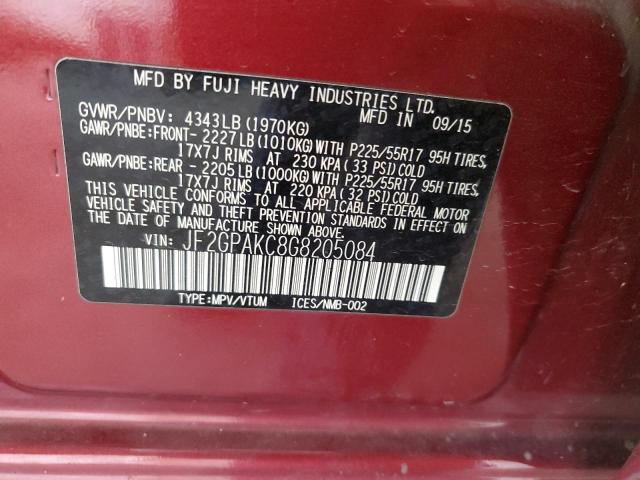 MFD BY FUJI HEAVY INDUSTRIES LTD.
GVWR/PNBV: 4343LB (1970KG) MFD IN 09/15
GAWR/PNBE:FRONT- 2227LB (1010KG) WITH P225/55R17 95H TIRES,
17X7J RIMS AT 230 KPA (33 PSI) COLD
GAWR/PNBE:REAR - 2205LB (1000KG) WITH P225/55R17 95H TIRES,
17X7J RIMS AT 220 KPA (32 PSI) COLD
THIS VEHICLE CONFORMS TO ALL APPLICABLE FEDERAL MOTOR
VEHICLE SAFETY AND THEFT PREVENTION STANDARDS IN EFFECT ON
THE DATE OF MANUFACTURE SHOWN ABOVE.
VIN: JF2GPAKC8G8205084
TYPE:MPV/VTUM ICES/NMB-002